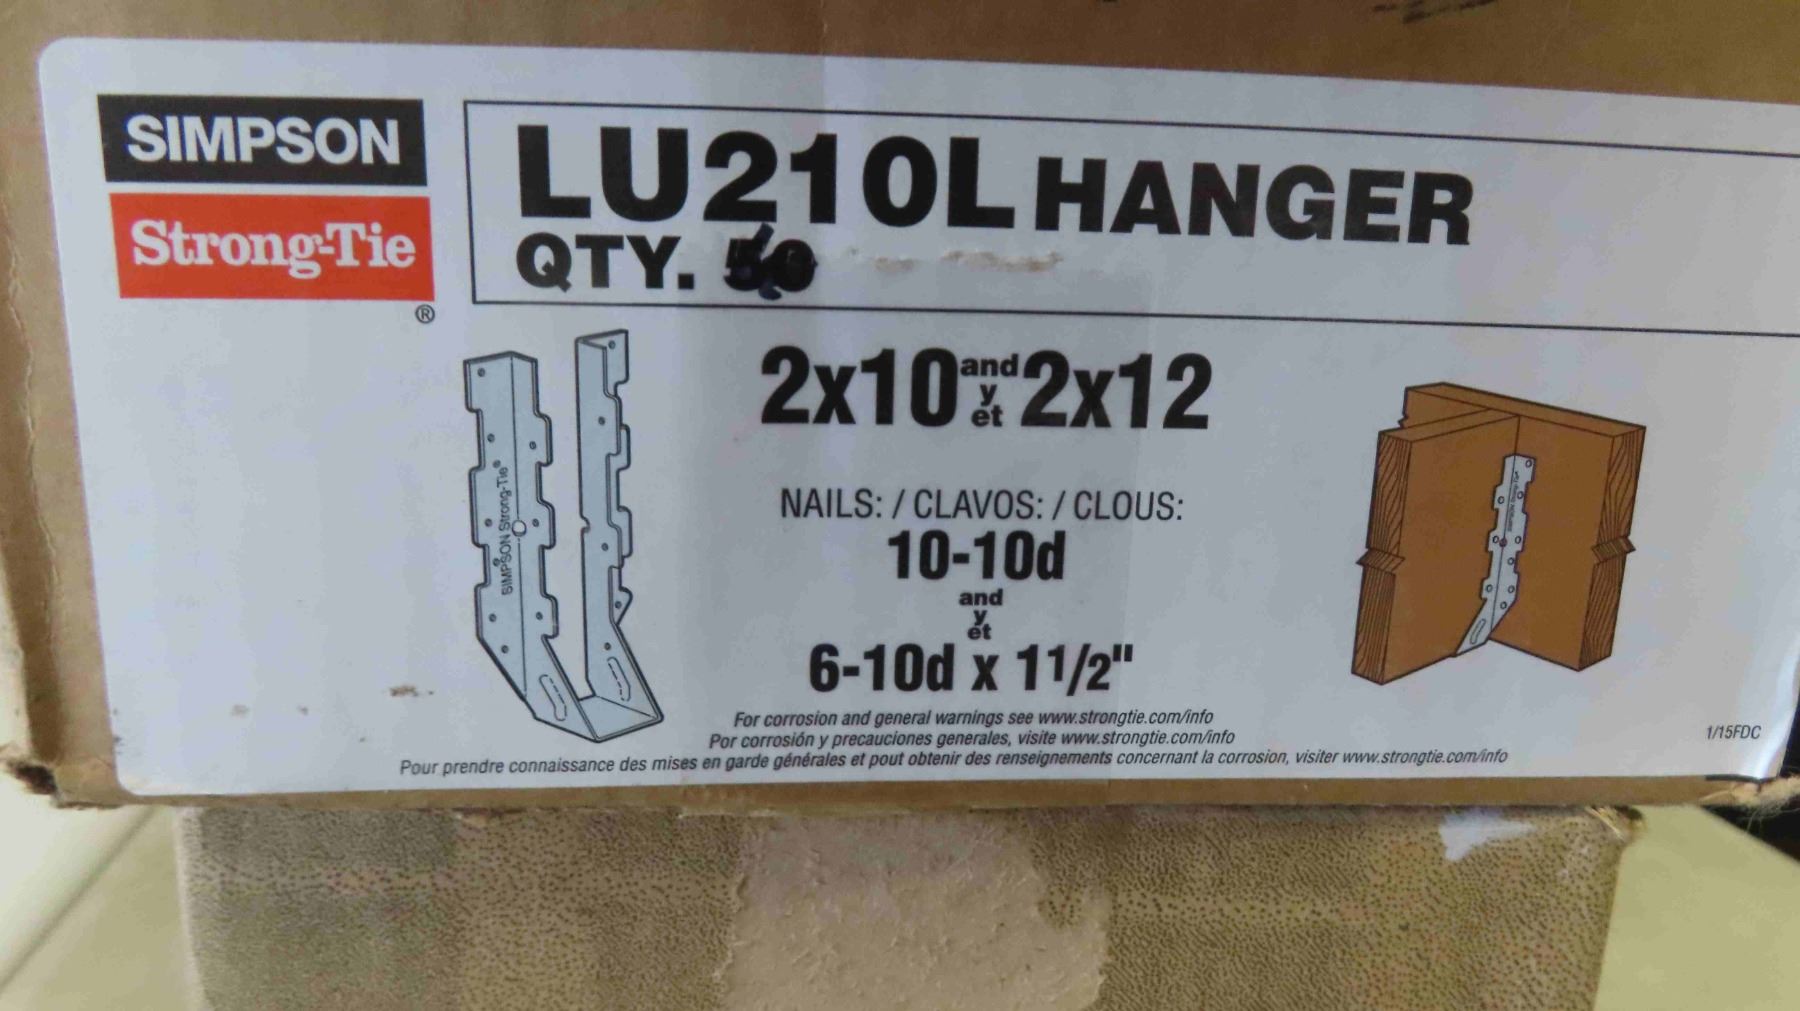 SIMPSON
Strong-Tie
®
LU210L HANGER
QTY. 50
2x10 and y et 2x12
SIMPSON Strong-Tie®
NAILS: / CLAVOS: / CLOUS:
10-10d
and
y
et
6-10d x 1 1/2"
For corrosion and general warnings see www.strongtie.com/info
Por corrosión y precauciones generales, visite www.strongtie.com/info
Pour prendre connaissance des mises en garde générales et pout obtenir des renseignements concernant la corrosion, visiter www.strongtie.com/info
1/15FDC